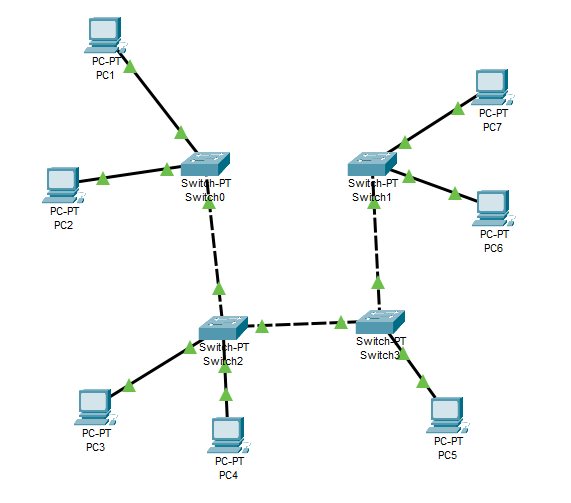 PC-PT
PC1
PC-PT
PC7
Switch-PT
Switch0
Switch-PT
Switch1
PC-PT
PC2
PC-PT
PC6
Switch-PT
Switch2
Switch-PT
Switch3
PC-PT
PC3
PC-PT
PC5
PC-PT
PC4